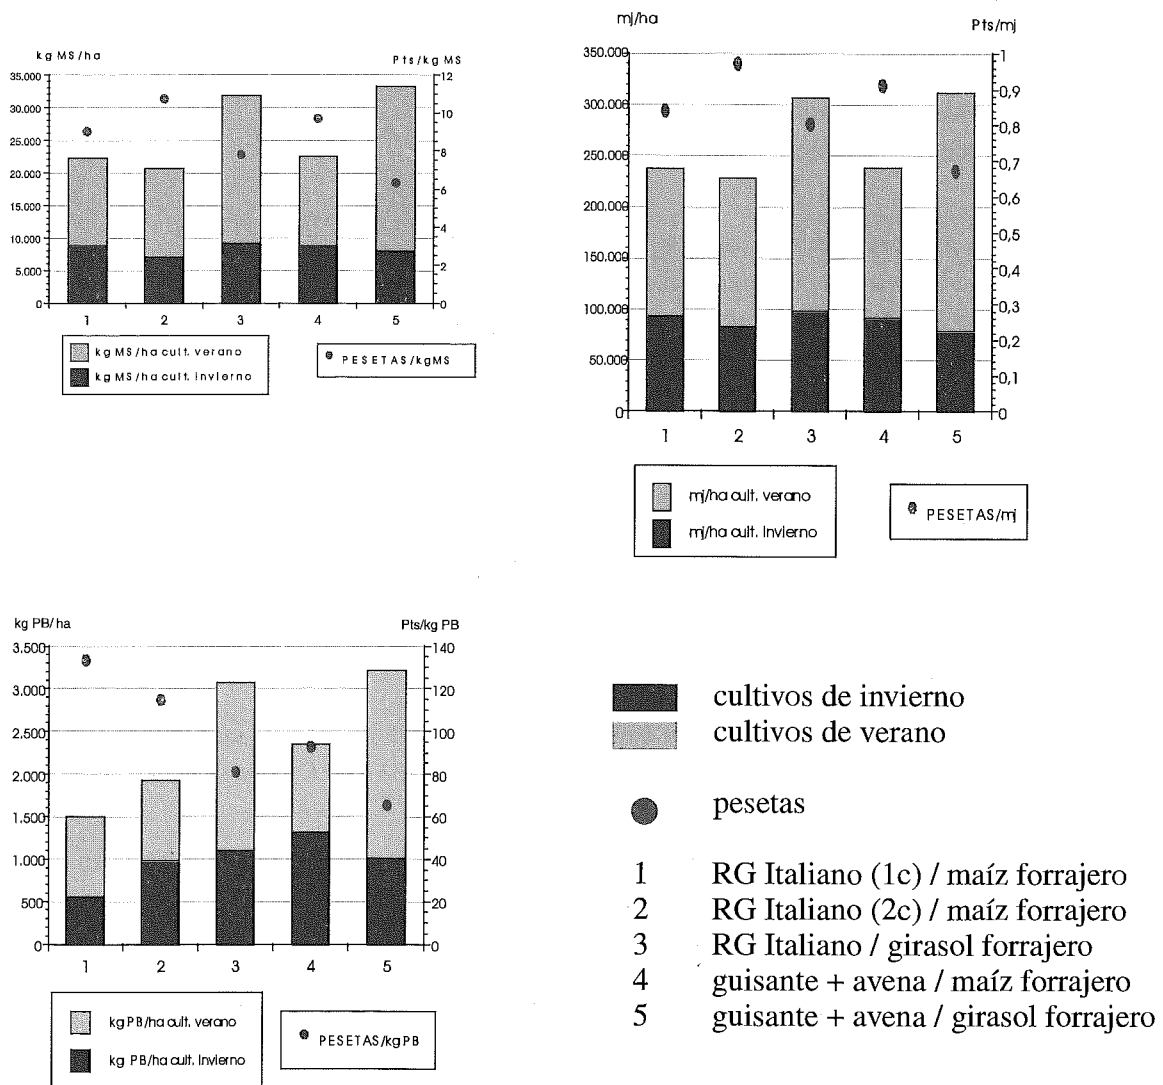 kg MS/ha
Pts/kg MS
35.000
30.000
25.000
20.000
15.000
10.000
5.000
0
12
10
8
6
4
2
0
1 2 3 4 5
kg MS/ha cult. verano
kg MS/ha cult. Invierno
PESETAS/kgMS
mj/ha
Pts/mj
350.000
300.000
250.000
200.000
150.000
100.000
50.000
0
1
0,9
0,8
0,7
0,6
0,5
0,4
0,3
0,2
0,1
0
1 2 3 4 5
mj/ha cult. verano
mj/ha cult. Invierno
PESETAS/mj
kg PB/ha
Pts/kg PB
3.500
3.000
2.500
2.000
1.500
1.000
500
0
140
120
100
80
60
40
20
0
1 2 3 4 5
kg PB/ha cult. verano
kg PB/ha cult. Invierno
PESETAS/kgPB
cultivos de invierno
cultivos de verano
pesetas
1 RG Italiano (1c) / maíz forrajero
2 RG Italiano (2c) / maíz forrajero
3 RG Italiano / girasol forrajero
4 guisante + avena / maíz forrajero
5 guisante + avena / girasol forrajero